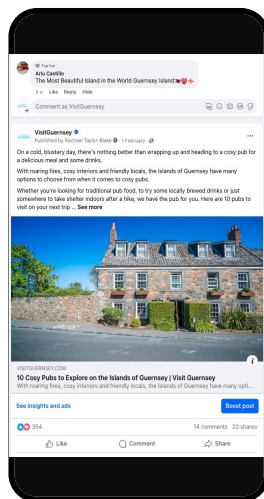 Top fan
Arlu Castillo
The Most Beautiful Island in the World Guernsey Island
3 w Like Reply Hide
Comment as VisitGuernsey
VisitGuernsey
Published by Rachael Taylor-Blake · 1 February ·
On a cold, blustery day, there's nothing better than wrapping up and heading to a cosy pub for
a delicious meal and some drinks.
With roaring fires, cosy interiors and friendly locals, the Islands of Guernsey have many
options to choose from when it comes to cosy pubs.
Whether you're looking for traditional pub food, to try some locally brewed drinks or just
somewhere to take shelter indoors after a hike, we have the pub for you. Here are 10 pubs to
visit on your next trip ... See more
VISITGUERNSEY.COM
10 Cosy Pubs to Explore on the Islands of Guernsey | Visit Guernsey
With roaring fires, cosy interiors and friendly locals, the Islands of Guernsey have many opti...
See insights and ads
Boost post
354
14 comments 20 shares
Like
Comment
Share